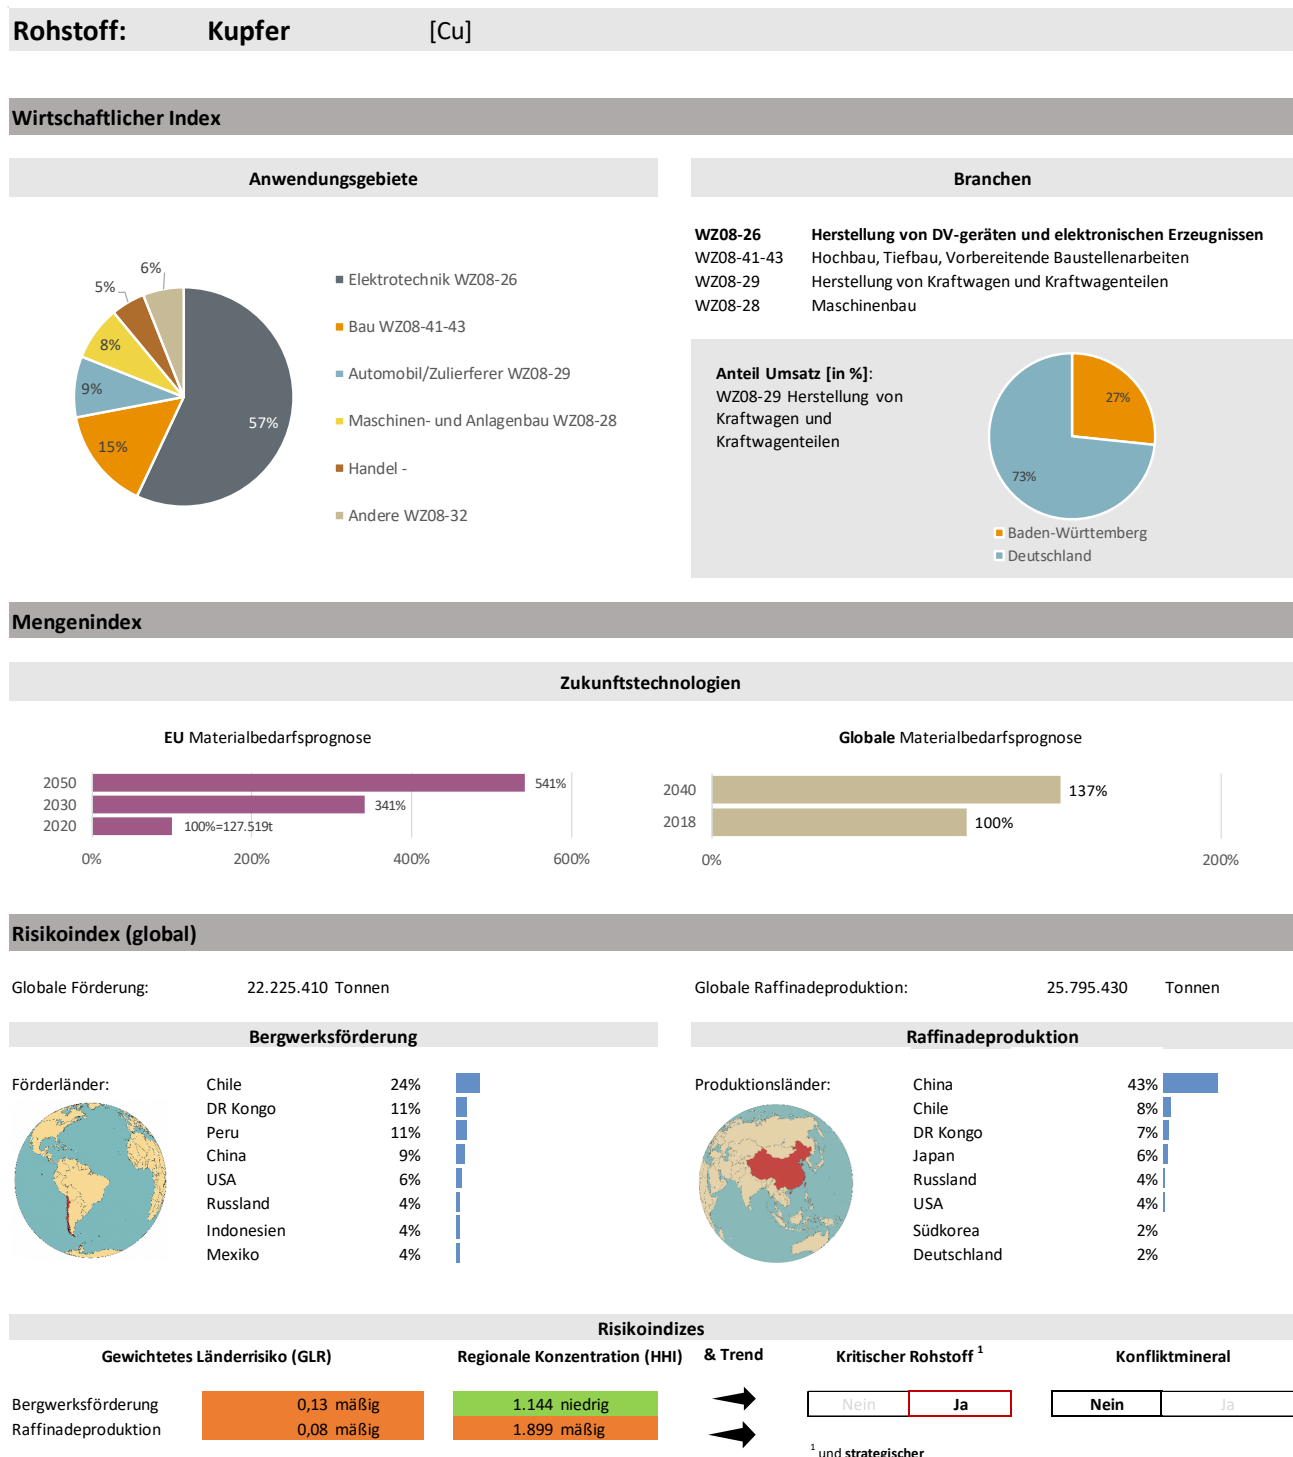 Rohstoff: Kupfer [Cu]
Wirtschaftlicher Index
Anwendungsgebiete
57%
15%
9%
8%
5%
6%
Elektrotechnik WZ08-26
Bau WZ08-41-43
Automobil/Zulierferer WZ08-29
Maschinen- und Anlagenbau WZ08-28
Handel -
Andere WZ08-32
Branchen
WZ08-26 Herstellung von DV-geräten und elektronischen Erzeugnissen
WZ08-41-43 Hochbau, Tiefbau, Vorbereitende Baustellenarbeiten
WZ08-29 Herstellung von Kraftwagen und Kraftwagenteilen
WZ08-28 Maschinenbau
Anteil Umsatz [in %]:
WZ08-29 Herstellung von
Kraftwagen und
Kraftwagenteilen
27%
73%
Baden-Württemberg
Deutschland
Mengenindex
Zukunftstechnologien
EU Materialbedarfsprognose
2050 541%
2030 341%
2020 100%=127.519t
0% 200% 400% 600%
Globale Materialbedarfsprognose
2040 137%
2018 100%
0% 200%
Risikoindex (global)
Globale Förderung: 22.225.410 Tonnen
Globale Raffinadeproduktion: 25.795.430 Tonnen
Bergwerksförderung
Förderländer: Chile 24%
DR Kongo 11%
Peru 11%
China 9%
USA 6%
Russland 4%
Indonesien 4%
Mexiko 4%
Raffinadeproduktion
Produktionsländer: China 43%
Chile 8%
DR Kongo 7%
Japan 6%
Russland 4%
USA 4%
Südkorea 2%
Deutschland 2%
Risikoindizes
Gewichtetes Länderrisiko (GLR) Regionale Konzentration (HHI) & Trend Kritischer Rohstoff ¹ Konfliktmineral
Bergwerksförderung 0,13 mäßig 1.144 niedrig Nein Ja Nein Ja
Raffinadeproduktion 0,08 mäßig 1.899 mäßig
¹ und strategischer